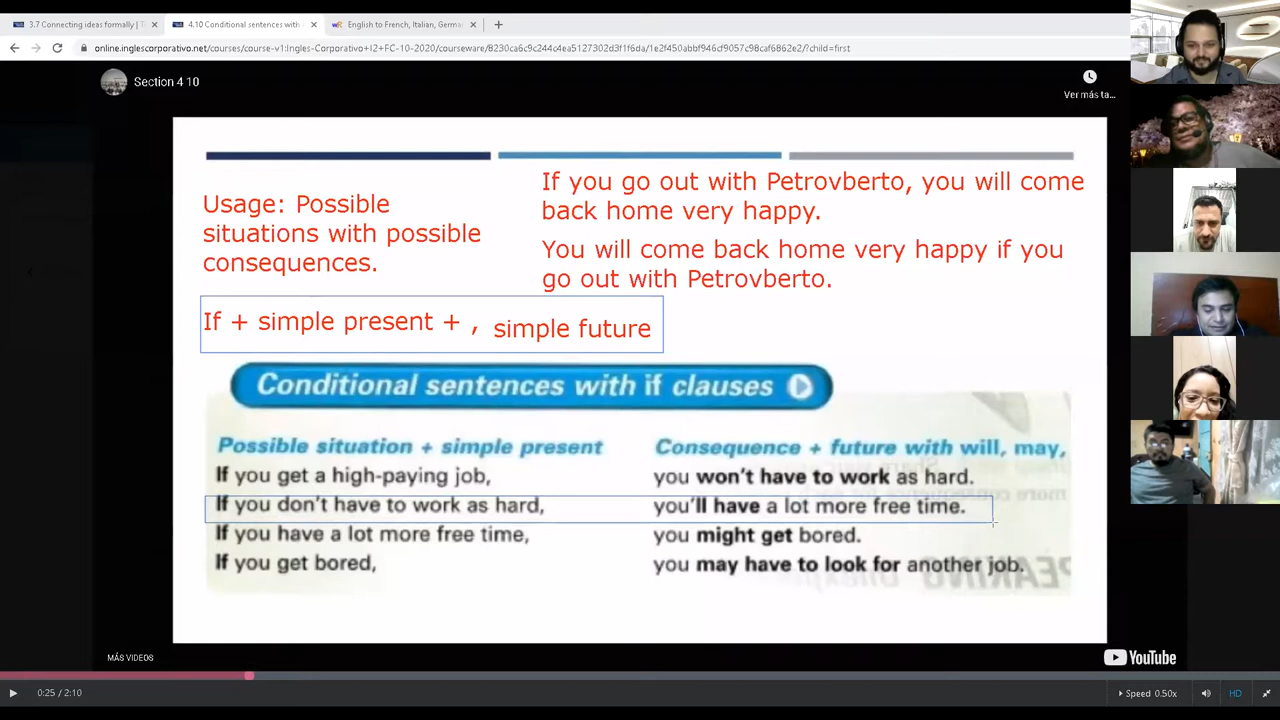 3.7 Connecting ideas formally | T
4.10 Conditional sentences with
English to French, Italian, Germa
online.inglescorporativo.net/courses/course-v1:Ingles-Corporativo+I2+FC-10-2020/courseware/8230ca6c9c244c4ea5127302d3f1f6da/1e2f450abbf946cf9057c98caf6862e2/?child=first
Section 4 10
Ver más ta...
If you go out with Petrovberto, you will come
back home very happy.
Usage: Possible
situations with possible
consequences.
You will come back home very happy if you
go out with Petrovberto.
If + simple present + , simple future
Conditional sentences with if clauses
Possible situation + simple present
Consequence + future with will, may,
If you get a high-paying job,
you won't have to work as hard.
If you don't have to work as hard,
you'll have a lot more free time.
If you have a lot more free time,
you might get bored.
If you get bored,
you may have to look for another job.
MÁS VIDEOS
YouTube
0:25 / 2:10
Speed 0.50x
HD